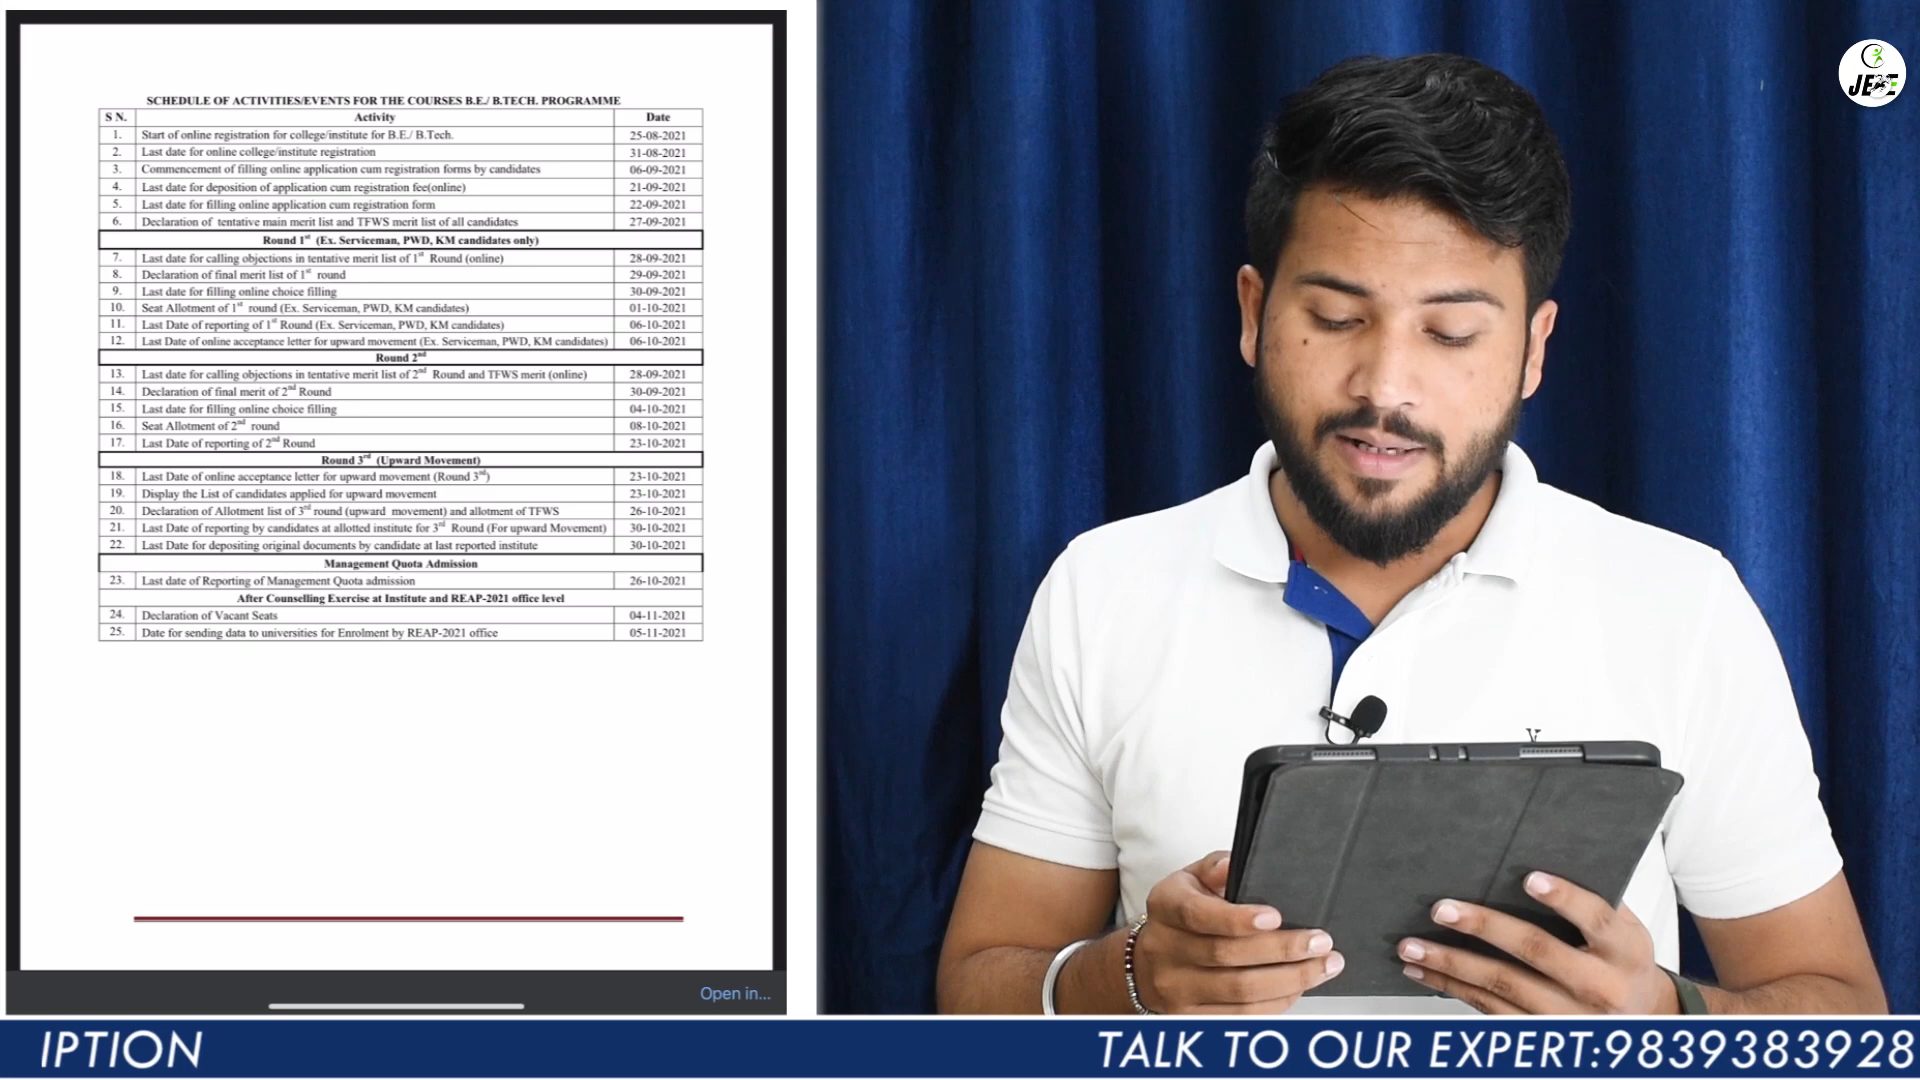 SCHEDULE OF ACTIVITIES/EVENTS FOR THE COURSES B.E./ B.TECH. PROGRAMME
S N. Activity Date
1. Start of online registration for college/institute for B.E./ B.Tech. 25-08-2021
2. Last date for online college/institute registration 31-08-2021
3. Commencement of filling online application cum registration forms by candidates 06-09-2021
4. Last date for deposition of application cum registration fee(online) 21-09-2021
5. Last date for filling online application cum registration form 22-09-2021
6. Declaration of tentative main merit list and TFWS merit list of all candidates 27-09-2021
Round 1st (Ex. Serviceman, PWD, KM candidates only)
7. Last date for calling objections in tentative merit list of 1st Round (online) 28-09-2021
8. Declaration of final merit list of 1st round 29-09-2021
9. Last date for filling online choice filling 30-09-2021
10. Seat Allotment of 1st round (Ex. Serviceman, PWD, KM candidates) 01-10-2021
11. Last Date of reporting of 1st Round (Ex. Serviceman, PWD, KM candidates) 06-10-2021
12. Last Date of online acceptance letter for upward movement (Ex. Serviceman, PWD, KM candidates) 06-10-2021
Round 2nd
13. Last date for calling objections in tentative merit list of 2nd Round and TFWS merit (online) 28-09-2021
14. Declaration of final merit of 2nd Round 30-09-2021
15. Last date for filling online choice filling 04-10-2021
16. Seat Allotment of 2nd round 08-10-2021
17. Last Date of reporting of 2nd Round 23-10-2021
Round 3rd (Upward Movement)
18. Last Date of online acceptance letter for upward movement (Round 3rd) 23-10-2021
19. Display the List of candidates applied for upward movement 23-10-2021
20. Declaration of Allotment list of 3rd round (upward movement) and allotment of TFWS 26-10-2021
21. Last Date of reporting by candidates at allotted institute for 3rd Round (For upward Movement) 30-10-2021
22. Last Date for depositing original documents by candidate at last reported institute 30-10-2021
Management Quota Admission
23. Last date of Reporting of Management Quota admission 26-10-2021
After Counselling Exercise at Institute and REAP-2021 office level
24. Declaration of Vacant Seats 04-11-2021
25. Date for sending data to universities for Enrolment by REAP-2021 office 05-11-2021
Open in...
IPTION TALK TO OUR EXPERT:9839383928